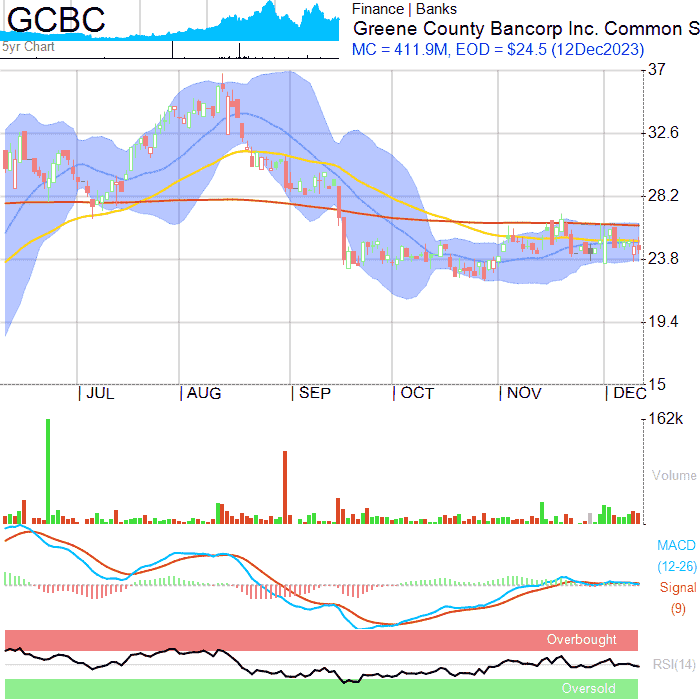 GCBC
5yr Chart
Finance | Banks
Greene County Bancorp Inc. Common S
MC = 411.9M, EOD = $24.5 (12Dec2023)
37
32.6
28.2
23.8
19.4
15
JUL
AUG
SEP
OCT
NOV
DEC
162k
Volume
MACD
(12-26)
Signal
(9)
Overbought
RSI(14)
Oversold